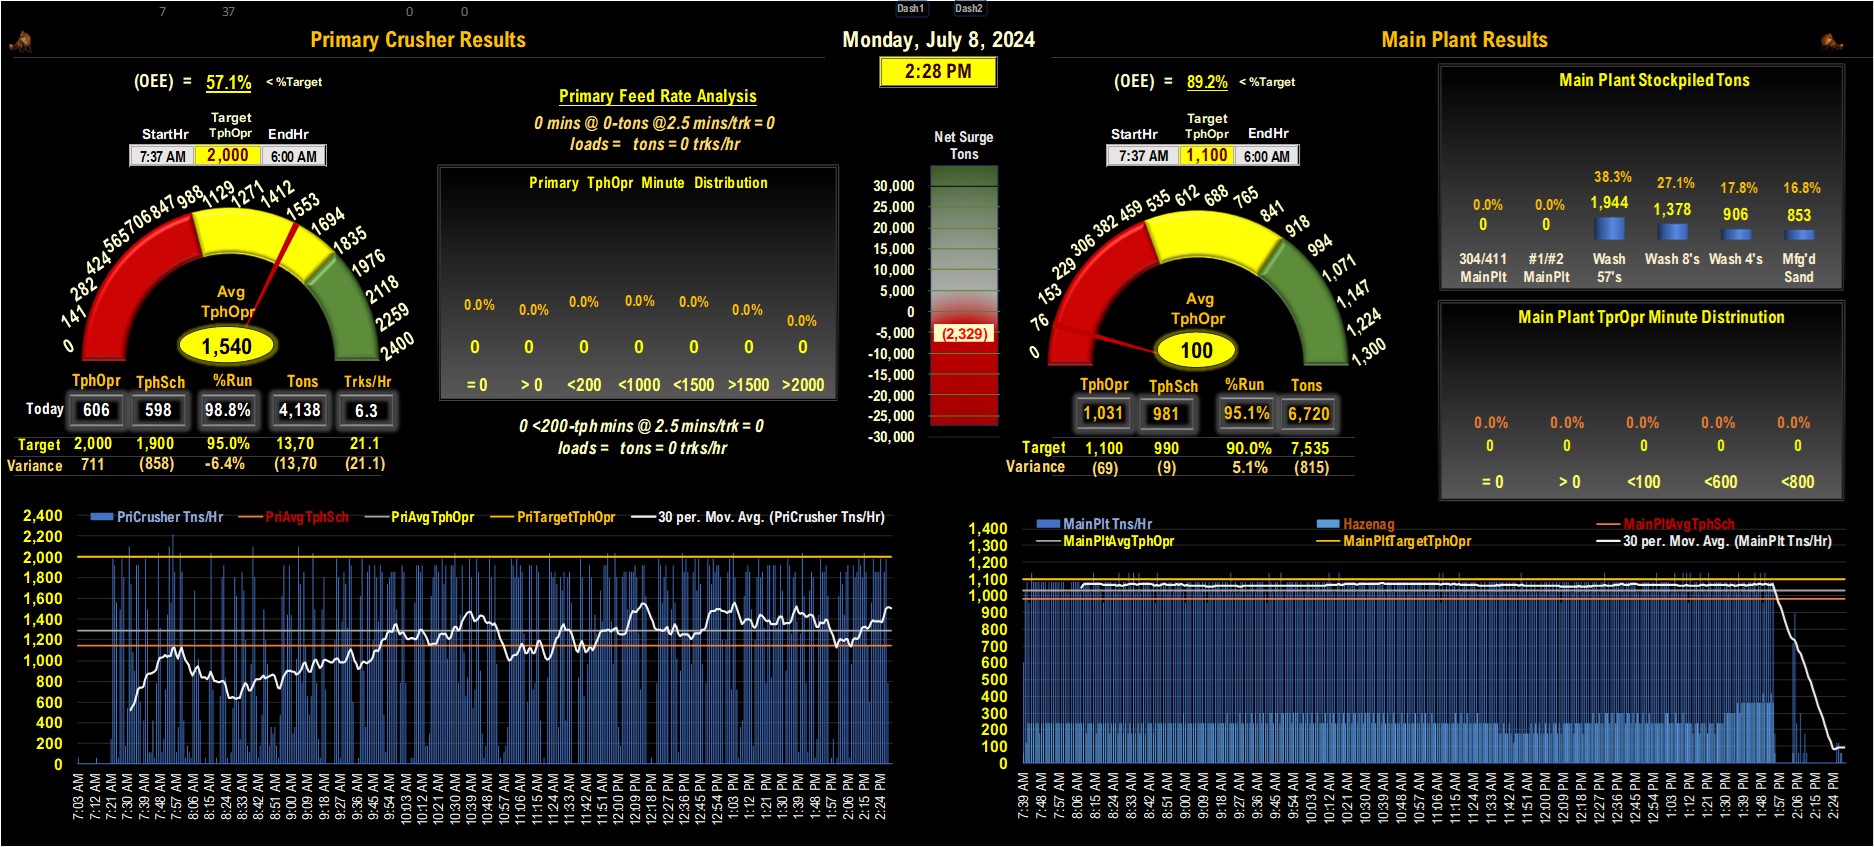 7 37 0 0 Dash1 Dash2
Primary Crusher Results
Monday, July 8, 2024
2:28 PM
Main Plant Results
(OEE) = 57.1% < %Target
StartHr Target TphOpr EndHr
7:37 AM 2,000 6:00 AM
0 141 282 424 565 706 847 988 1129 1271 1412 1553 1694 1835 1976 2118 2259 2400
Avg
TphOpr
1,540
TphOpr TphSch %Run Tons Trks/Hr
Today 606 598 98.8% 4,138 6.3
Target 2,000 1,900 95.0% 13,70 21.1
Variance 711 (858) -6.4% (13,70 (21.1)
Primary Feed Rate Analysis
0 mins @ 0-tons @2.5 mins/trk = 0
loads = tons = 0 trks/hr
Primary TphOpr Minute Distribution
0.0% 0.0% 0.0% 0.0% 0.0% 0.0% 0.0%
0 0 0 0 0 0 0
= 0 > 0 <200 <1000 <1500 >1500 >2000
0 <200-tph mins @ 2.5 mins/trk = 0
loads = tons = 0 trks/hr
Net Surge
Tons
30,000
25,000
20,000
15,000
10,000
5,000
0
-5,000
-10,000
-15,000
-20,000
-25,000
-30,000
(2,329)
(OEE) = 89.2% < %Target
StartHr Target TphOpr EndHr
7:37 AM 1,100 6:00 AM
0 76 153 229 306 382 459 535 612 688 765 841 918 994 1,071 1,147 1,224 1,300
Avg
TphOpr
100
TphOpr TphSch %Run Tons
1,031 981 95.1% 6,720
Target 1,100 990 90.0% 7,535
Variance (69) (9) 5.1% (815)
Main Plant Stockpiled Tons
0.0% 0.0% 38.3% 27.1% 17.8% 16.8%
0 0 1,944 1,378 906 853
304/411 MainPlt #1/#2 MainPlt Wash 57's Wash 8's Wash 4's Mfg'd Sand
Main Plant TprOpr Minute Distrinution
0.0% 0.0% 0.0% 0.0% 0.0%
0 0 0 0 0
= 0 > 0 <100 <600 <800
PriCrusher Tns/Hr PriAvgTphSch PriAvgTphOpr PriTargetTphOpr 30 per. Mov. Avg. (PriCrusher Tns/Hr)
2,400
2,200
2,000
1,800
1,600
1,400
1,200
1,000
800
600
400
200
0
7:03 AM 7:12 AM 7:21 AM 7:30 AM 7:39 AM 7:48 AM 7:57 AM 8:06 AM 8:15 AM 8:24 AM 8:33 AM 8:42 AM 8:51 AM 9:00 AM 9:09 AM 9:18 AM 9:27 AM 9:36 AM 9:45 AM 9:54 AM 10:03 AM 10:12 AM 10:21 AM 10:30 AM 10:39 AM 10:48 AM 10:57 AM 11:06 AM 11:15 AM 11:24 AM 11:33 AM 11:42 AM 11:51 AM 12:00 PM 12:09 PM 12:18 PM 12:27 PM 12:36 PM 12:45 PM 12:54 PM 1:03 PM 1:12 PM 1:21 PM 1:30 PM 1:39 PM 1:48 PM 1:57 PM 2:06 PM 2:15 PM 2:24 PM
MainPlt Tns/Hr Hazenag MainPltAvgTphSch
MainPltAvgTphOpr MainPltTargetTphOpr 30 per. Mov. Avg. (MainPlt Tns/Hr)
1,400
1,300
1,200
1,100
1,000
900
800
700
600
500
400
300
200
100
0
7:39 AM 7:48 AM 7:57 AM 8:06 AM 8:15 AM 8:24 AM 8:33 AM 8:42 AM 8:51 AM 9:00 AM 9:09 AM 9:18 AM 9:27 AM 9:36 AM 9:45 AM 9:54 AM 10:03 AM 10:12 AM 10:21 AM 10:30 AM 10:39 AM 10:48 AM 10:57 AM 11:06 AM 11:15 AM 11:24 AM 11:33 AM 11:42 AM 11:51 AM 12:00 PM 12:09 PM 12:18 PM 12:27 PM 12:36 PM 12:45 PM 12:54 PM 1:03 PM 1:12 PM 1:21 PM 1:30 PM 1:39 PM 1:48 PM 1:57 PM 2:06 PM 2:15 PM 2:24 PM